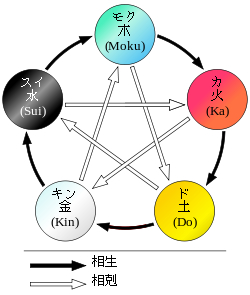 モク
木
(Moku)
カ
火
(Ka)
ド
土
(Do)
キン
金
(Kin)
スイ
水
(Sui)
相生
相剋